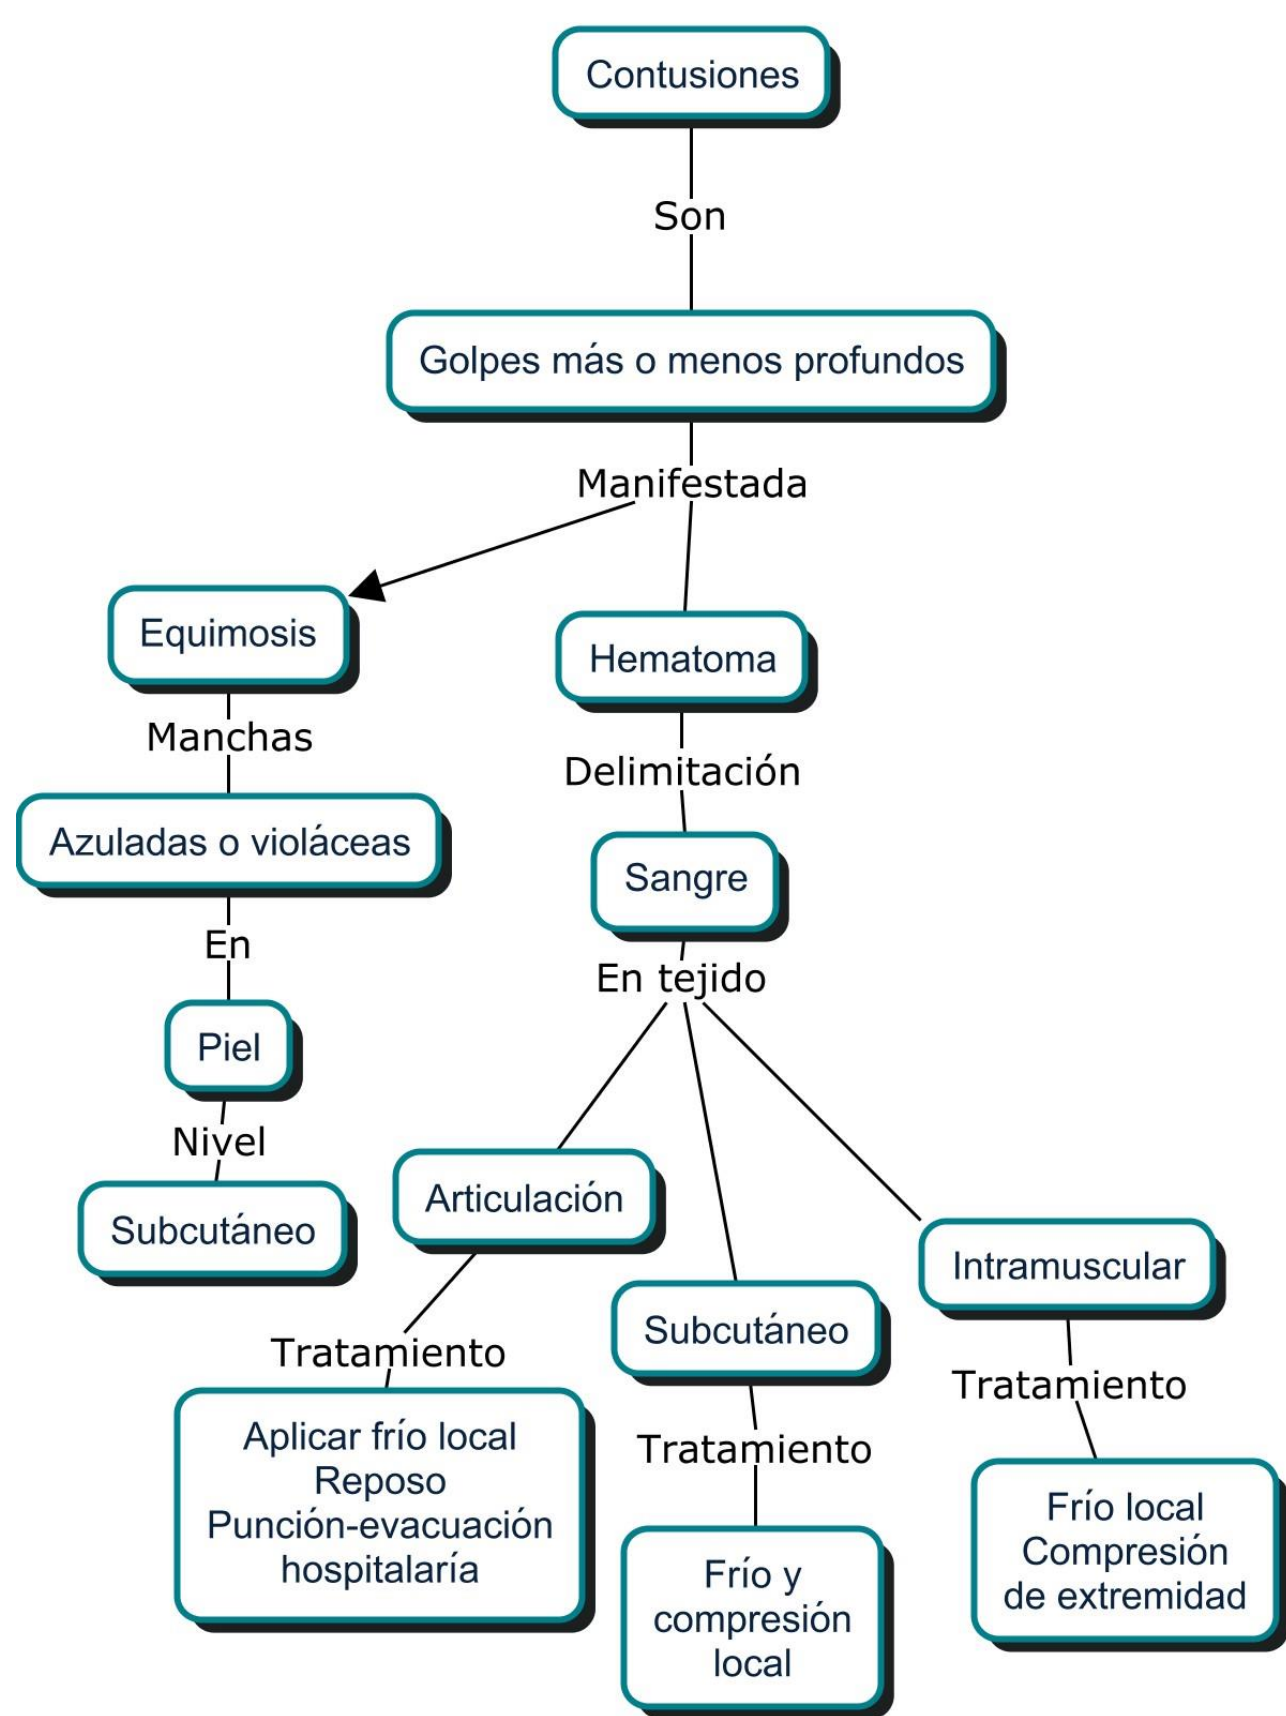 Contusiones
Son
Golpes más o menos profundos
Manifestada
Equimosis
Manchas
Azuladas o violáceas
En
Piel
Nivel
Subcutáneo
Hematoma
Delimitación
Sangre
En tejido
Articulación
Tratamiento
Aplicar frío local
Reposo
Punción-evacuación
hospitalaría
Subcutáneo
Tratamiento
Frío y
compresión
local
Intramuscular
Tratamiento
Frío local
Compresión
de extremidad